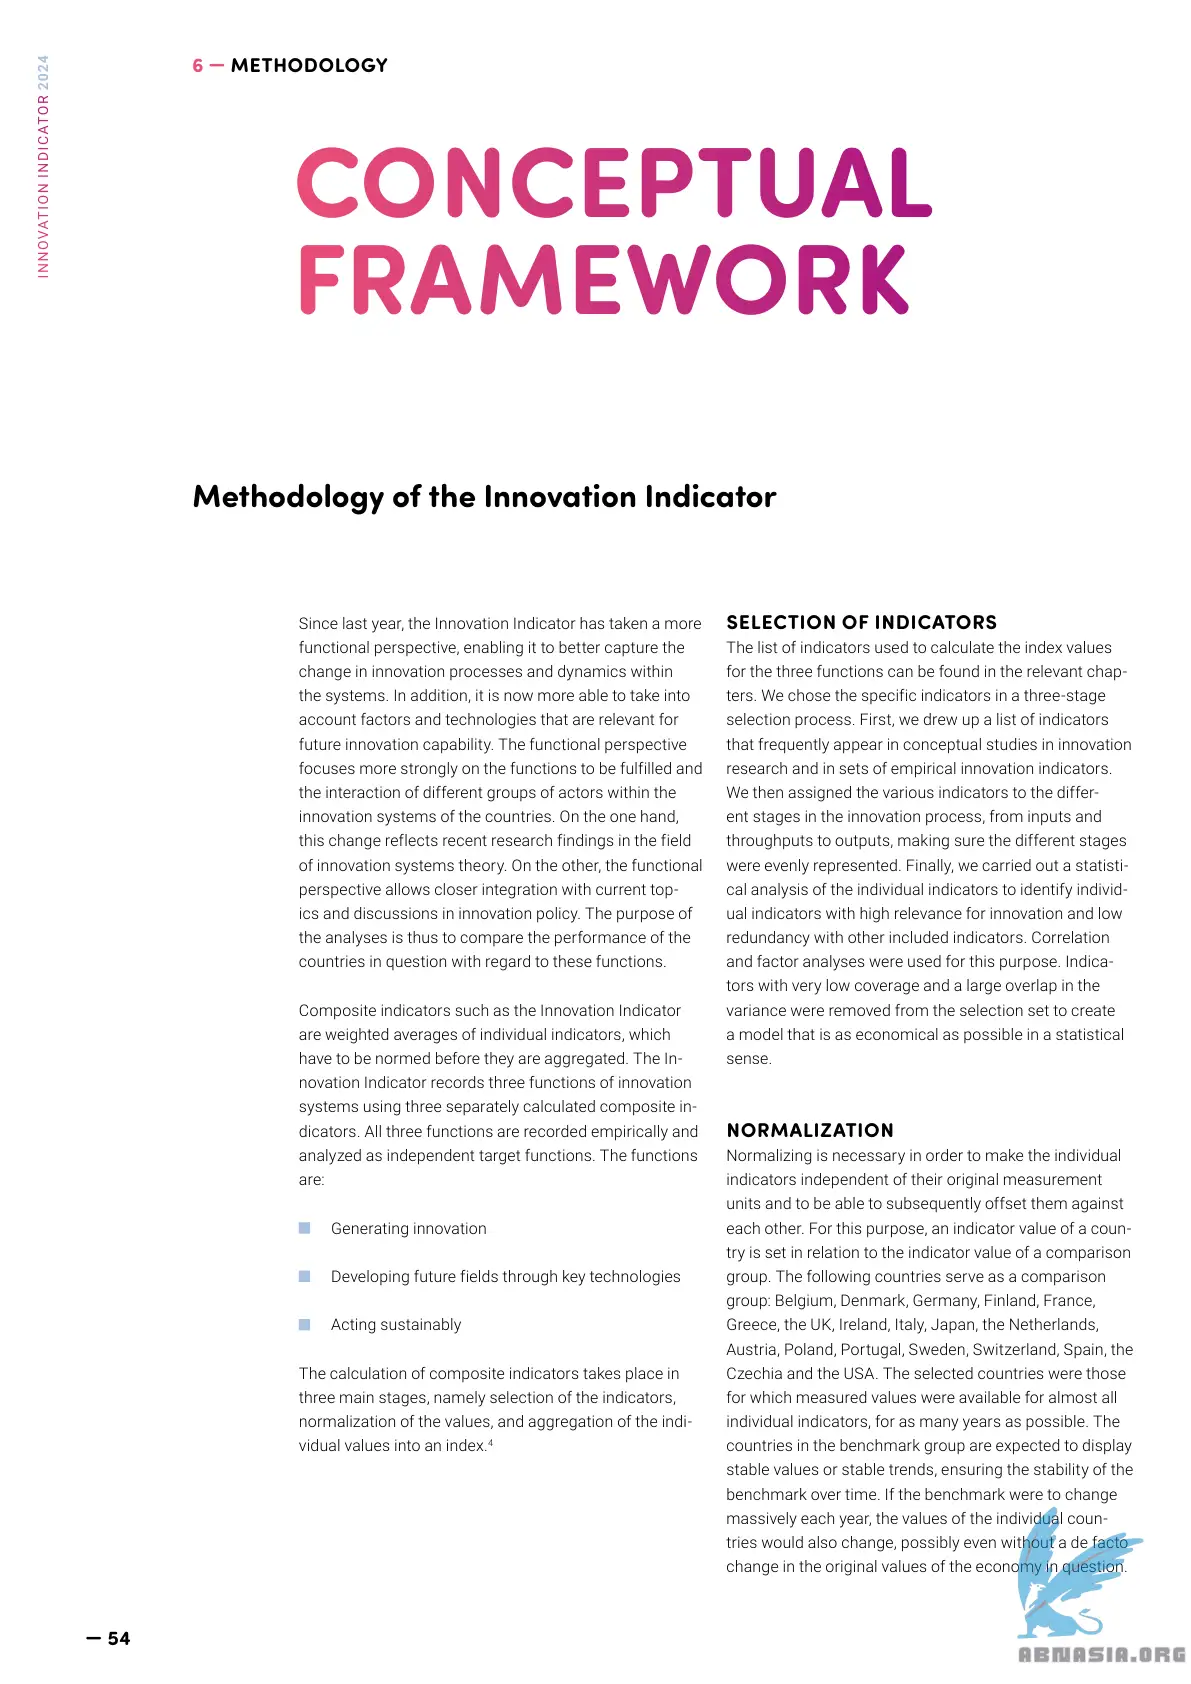 INNOVATION INDICATOR 2024
6 — METHODOLOGY
CONCEPTUAL
FRAMEWORK
Methodology of the Innovation Indicator
Since last year, the Innovation Indicator has taken a more
functional perspective, enabling it to better capture the
change in innovation processes and dynamics within
the systems. In addition, it is now more able to take into
account factors and technologies that are relevant for
future innovation capability. The functional perspective
focuses more strongly on the functions to be fulfilled and
the interaction of different groups of actors within the
innovation systems of the countries. On the one hand,
this change reflects recent research findings in the field
of innovation systems theory. On the other, the functional
perspective allows closer integration with current top-
ics and discussions in innovation policy. The purpose of
the analyses is thus to compare the performance of the
countries in question with regard to these functions.
Composite indicators such as the Innovation Indicator
are weighted averages of individual indicators, which
have to be normed before they are aggregated. The In-
novation Indicator records three functions of innovation
systems using three separately calculated composite in-
dicators. All three functions are recorded empirically and
analyzed as independent target functions. The functions
are:
Generating innovation
Developing future fields through key technologies
Acting sustainably
The calculation of composite indicators takes place in
three main stages, namely selection of the indicators,
normalization of the values, and aggregation of the indi-
vidual values into an index.4
SELECTION OF INDICATORS
The list of indicators used to calculate the index values
for the three functions can be found in the relevant chap-
ters. We chose the specific indicators in a three-stage
selection process. First, we drew up a list of indicators
that frequently appear in conceptual studies in innovation
research and in sets of empirical innovation indicators.
We then assigned the various indicators to the differ-
ent stages in the innovation process, from inputs and
throughputs to outputs, making sure the different stages
were evenly represented. Finally, we carried out a statisti-
cal analysis of the individual indicators to identify individ-
ual indicators with high relevance for innovation and low
redundancy with other included indicators. Correlation
and factor analyses were used for this purpose. Indica-
tors with very low coverage and a large overlap in the
variance were removed from the selection set to create
a model that is as economical as possible in a statistical
sense.
NORMALIZATION
Normalizing is necessary in order to make the individual
indicators independent of their original measurement
units and to be able to subsequently offset them against
each other. For this purpose, an indicator value of a coun-
try is set in relation to the indicator value of a comparison
group. The following countries serve as a comparison
group: Belgium, Denmark, Germany, Finland, France,
Greece, the UK, Ireland, Italy, Japan, the Netherlands,
Austria, Poland, Portugal, Sweden, Switzerland, Spain, the
Czechia and the USA. The selected countries were those
for which measured values were available for almost all
individual indicators, for as many years as possible. The
countries in the benchmark group are expected to display
stable values or stable trends, ensuring the stability of the
benchmark over time. If the benchmark were to change
massively each year, the values of the individual coun-
tries would also change, possibly even without a de facto
change in the original values of the economy in question.
— 54
ABNASIA.ORG